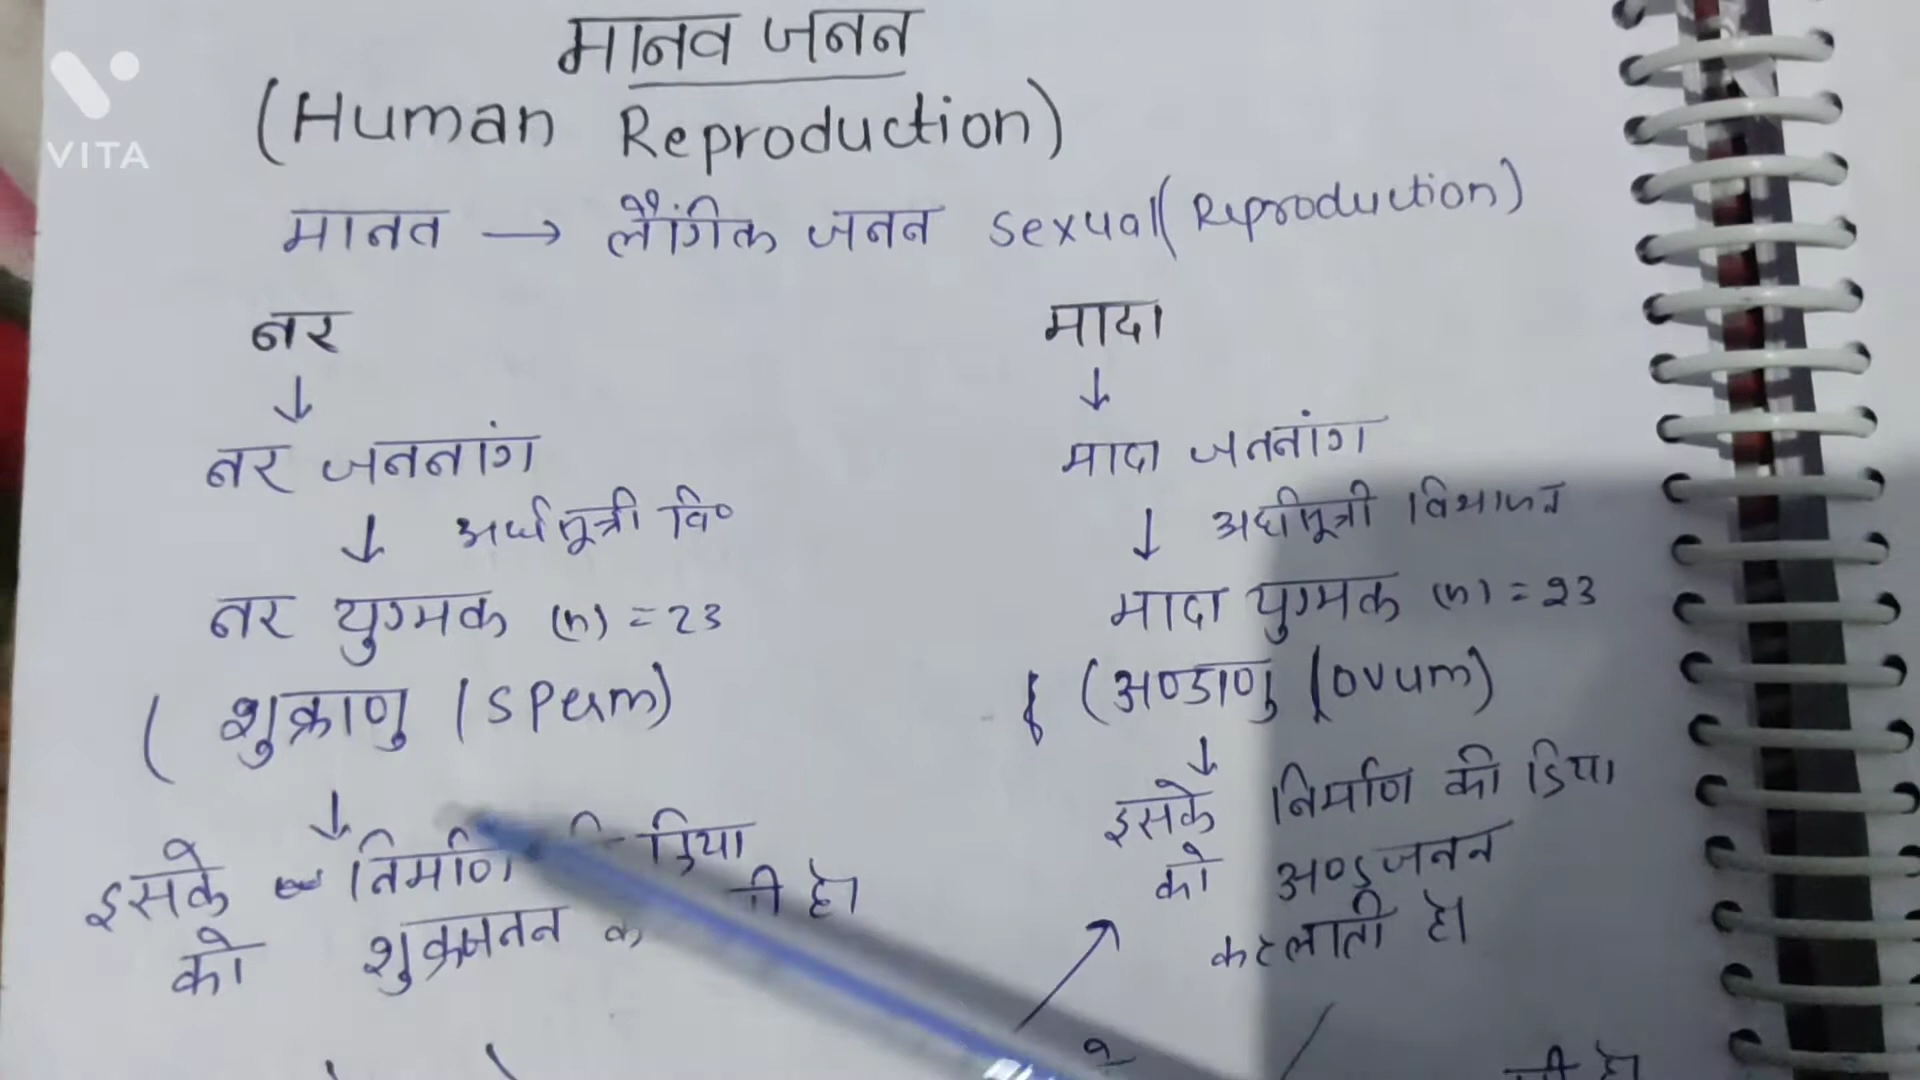 VITA
मानव जनन
(Human Reproduction)
मानव → लैंगिक जनन sexual( Reproduction)
नर
↓
नर जननांग
↓ अर्धसूत्री वि०
नर युग्मक (n) = 23
( शुक्राणु / sperm)
↓
इसके निर्माण क्रिया
को शुक्रजनन है।
मादा
↓
मादा जननांग
↓ अर्धसूत्री विभाजन
मादा युग्मक (n) = 23
(अण्डाणु (ovum)
↓
इसके निर्माण की क्रिया
को अण्डजनन
कहलाती है।